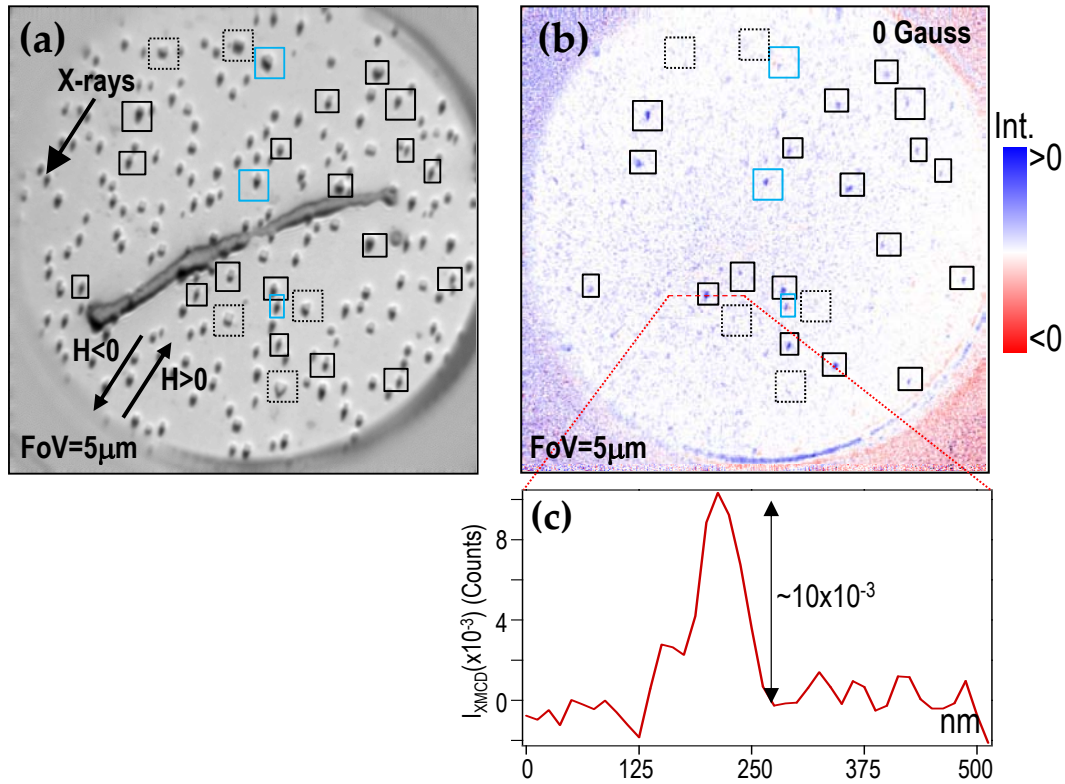 (a)
X-rays
H<0
H>0
FoV=5μm
(b)
0 Gauss
FoV=5μm
Int.
>0
<0
(c)
I_XMCD(x10⁻³) (Counts)
8
4
0
~10x10⁻³
nm
0 125 250 375 500